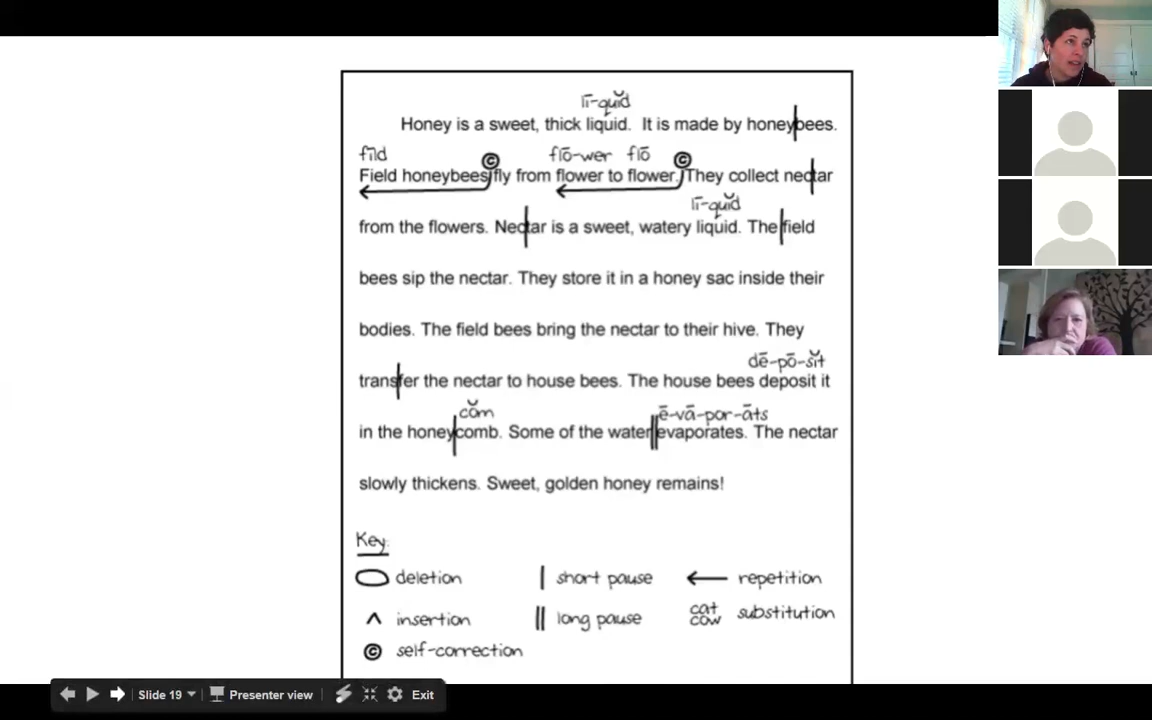 lī-quĭd
Honey is a sweet, thick liquid. It is made by honeybees.
fīld flō-wer flō
© ©
Field honeybees fly from flower to flower. They collect nectar
lī-quĭd
from the flowers. Nectar is a sweet, watery liquid. The field
bees sip the nectar. They store it in a honey sac inside their
bodies. The field bees bring the nectar to their hive. They
dē-pō-sĭt
transfer the nectar to house bees. The house bees deposit it
cŏm ē-vā-por-āts
in the honeycomb. Some of the water evaporates. The nectar
slowly thickens. Sweet, golden honey remains!
Key:
deletion | short pause ← repetition
^ insertion || long pause cat substitution
cow
© self-correction
Slide 19 Presenter view Exit